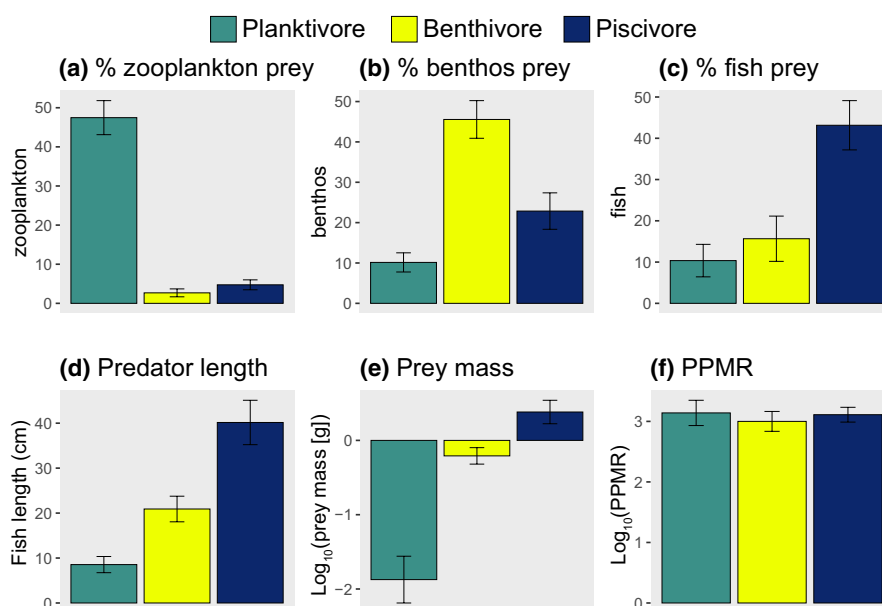 Planktivore Benthivore Piscivore
(a) % zooplankton prey
zooplankton
50
40
30
20
10
0
(b) % benthos prey
benthos
50
40
30
20
10
0
(c) % fish prey
fish
50
40
30
20
10
0
(d) Predator length
Fish length (cm)
40
30
20
10
0
(e) Prey mass
Log10(prey mass [g])
0
−1
−2
(f) PPMR
Log10(PPMR)
3
2
1
0